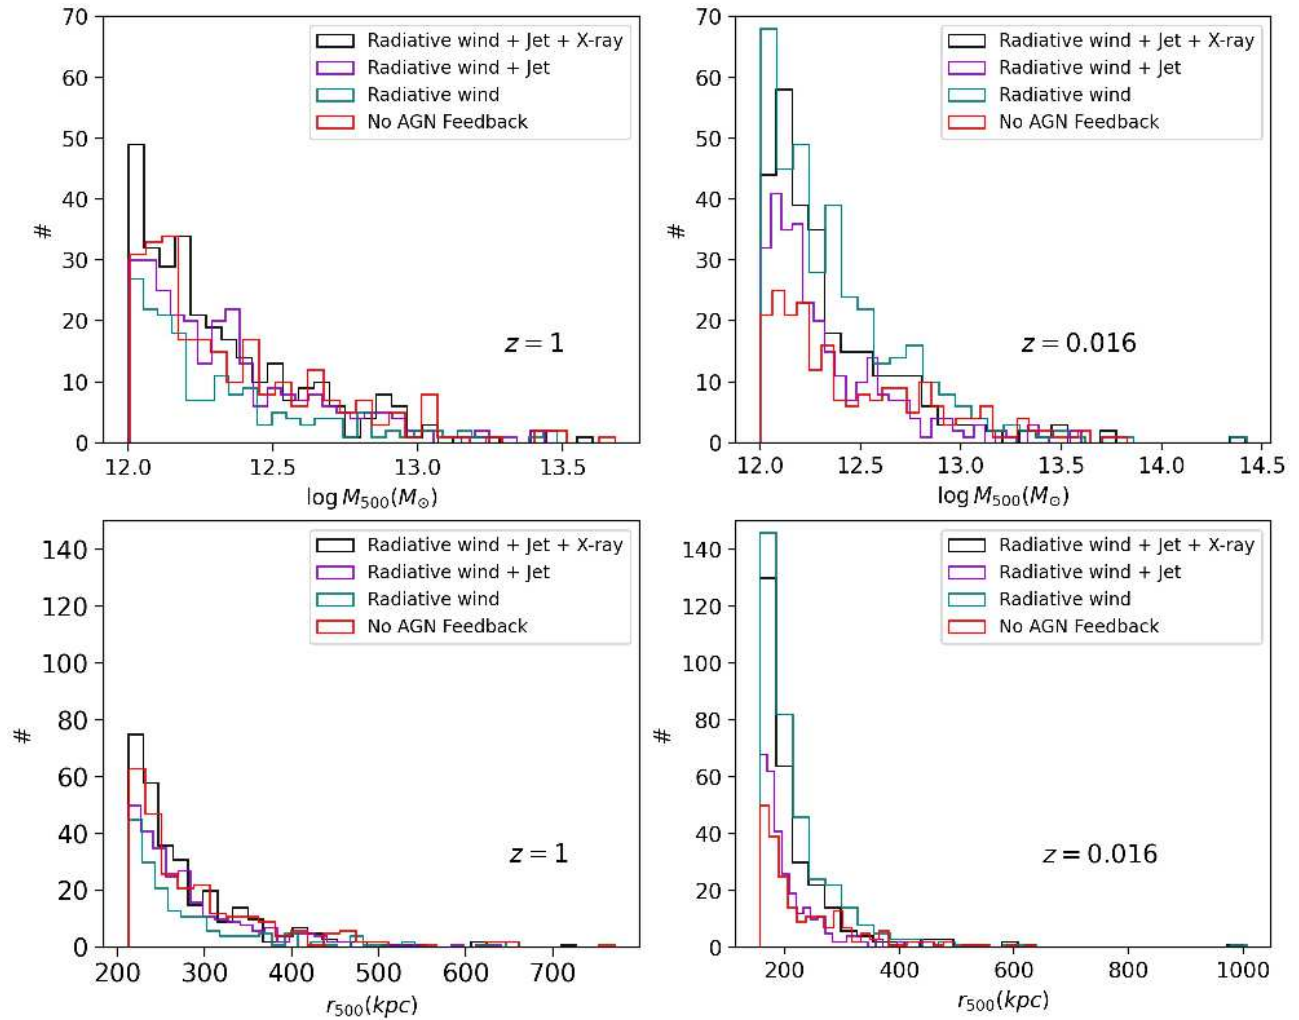 70
60
50
40
30
20
10
0
#
Radiative wind + Jet + X-ray
Radiative wind + Jet
Radiative wind
No AGN Feedback
z = 1
12.0 12.5 13.0 13.5
log M500(M⊙)
70
60
50
40
30
20
10
0
#
Radiative wind + Jet + X-ray
Radiative wind + Jet
Radiative wind
No AGN Feedback
z = 0.016
12.0 12.5 13.0 13.5 14.0 14.5
log M500(M⊙)
140
120
100
80
60
40
20
0
#
Radiative wind + Jet + X-ray
Radiative wind + Jet
Radiative wind
No AGN Feedback
z = 1
200 300 400 500 600 700
r500(kpc)
140
120
100
80
60
40
20
0
#
Radiative wind + Jet + X-ray
Radiative wind + Jet
Radiative wind
No AGN Feedback
z = 0.016
200 400 600 800 1000
r500(kpc)